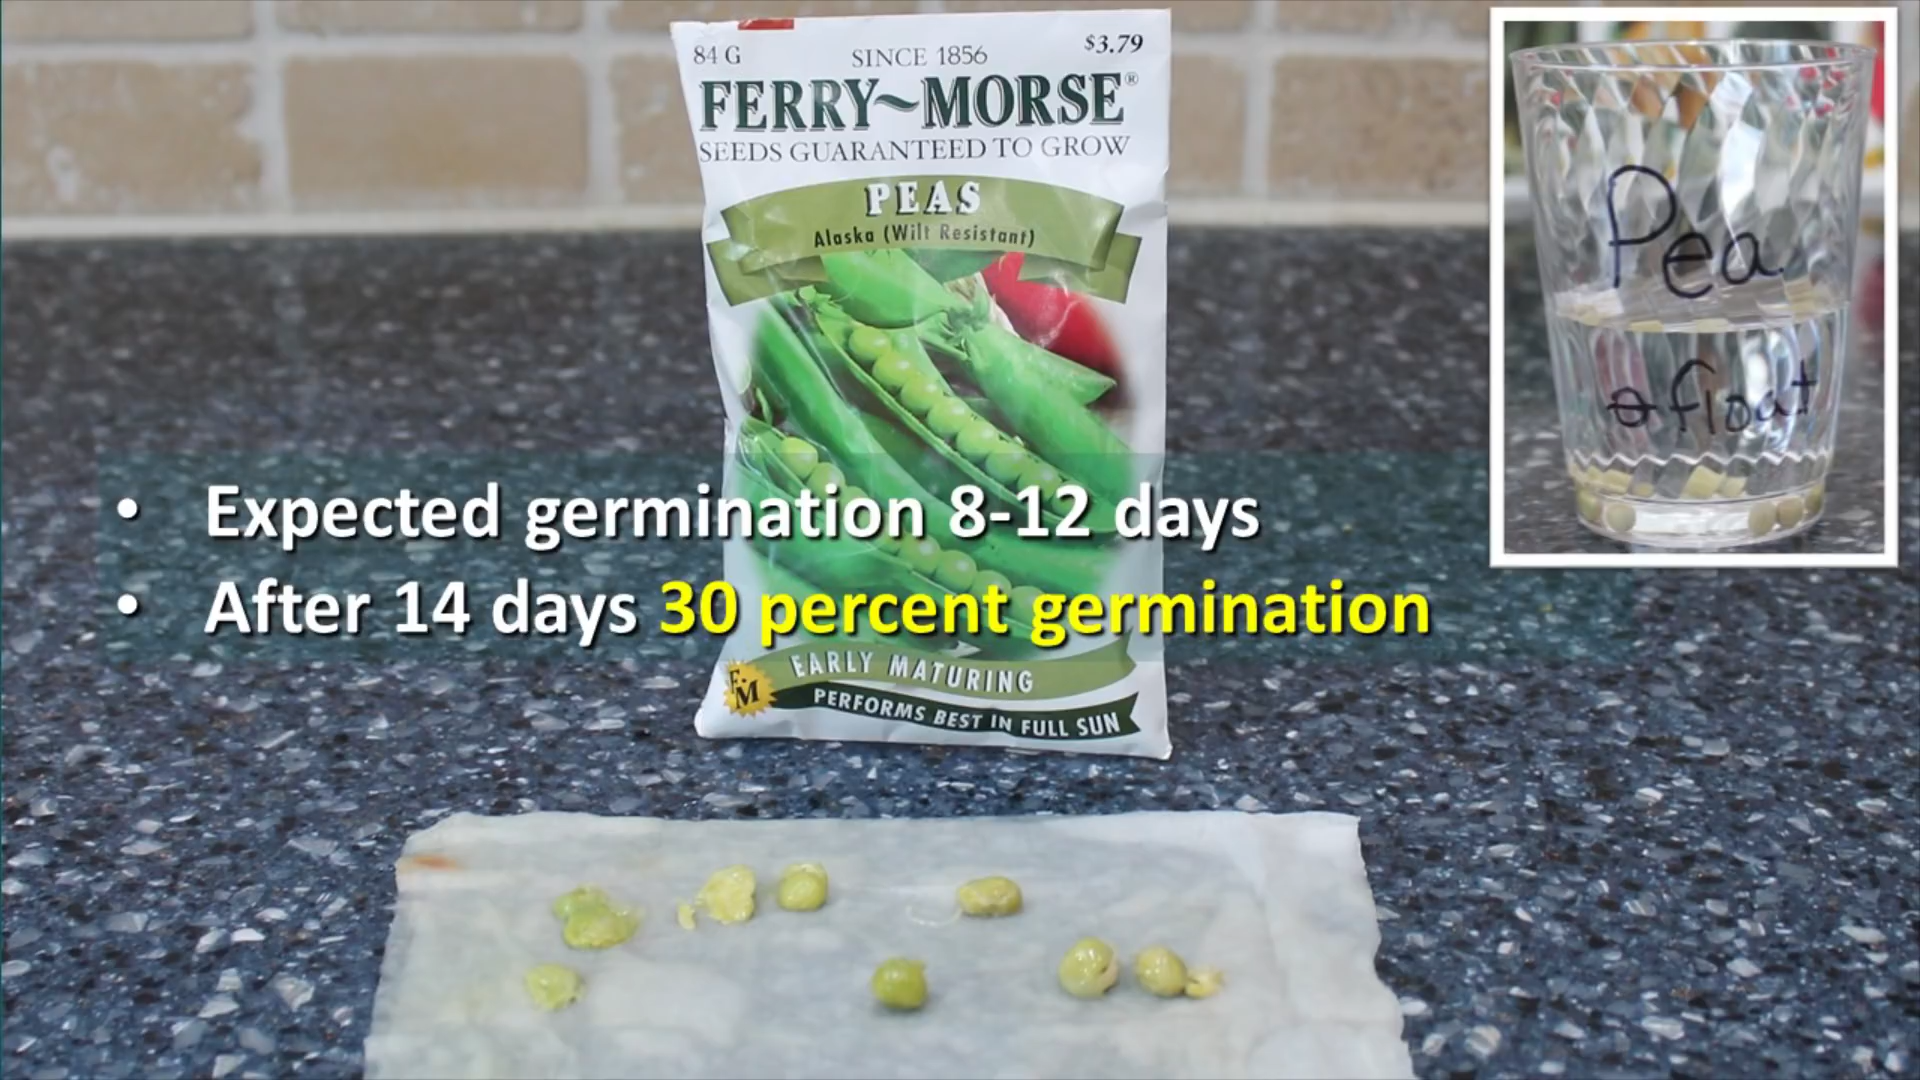 84 G
SINCE 1856
$3.79
FERRY~MORSE®
SEEDS GUARANTEED TO GROW
PEAS
Alaska (Wilt Resistant)
Pea
float
• Expected germination 8-12 days
• After 14 days 30 percent germination
EARLY MATURING
F.M
PERFORMS BEST IN FULL SUN